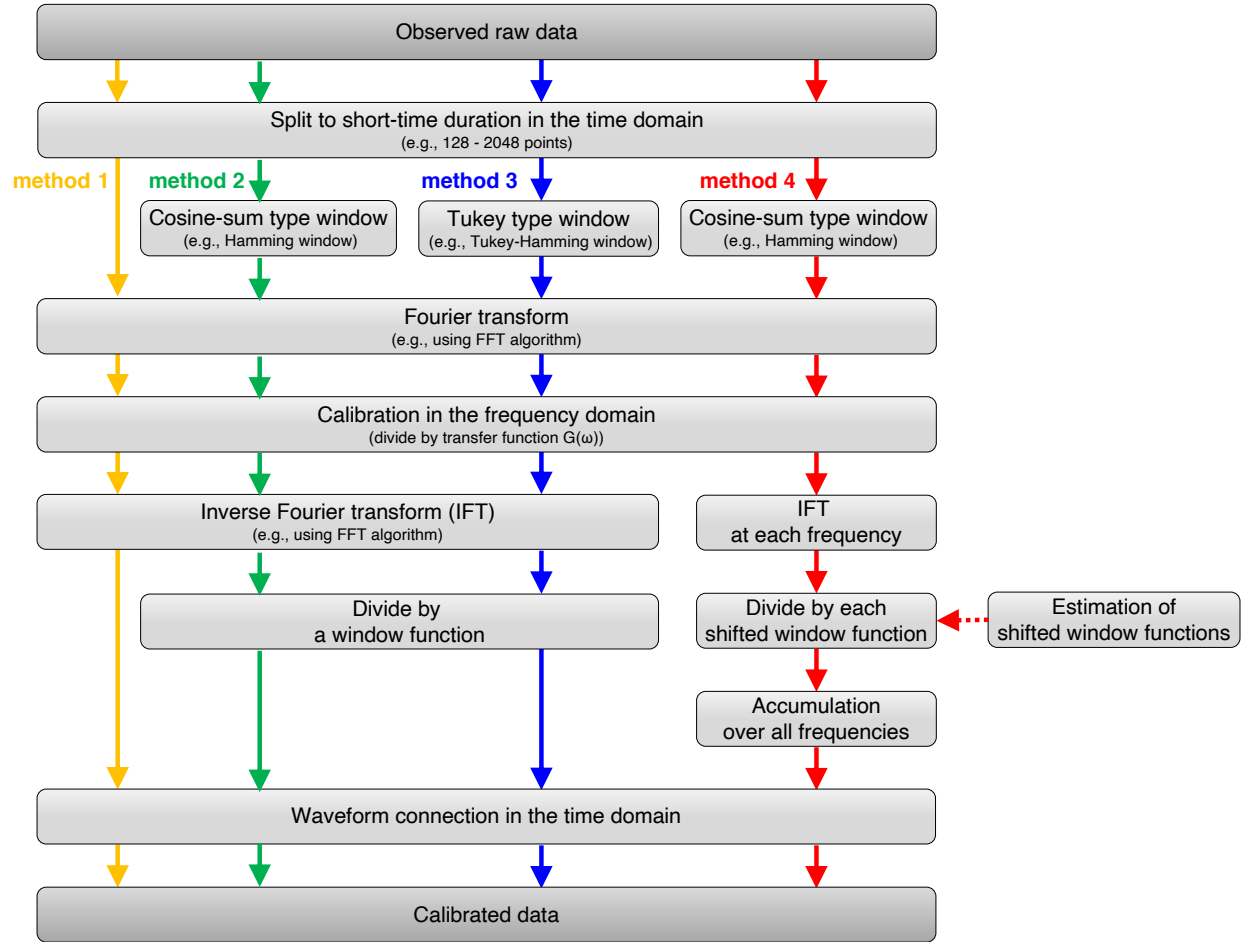 Observed raw data
Split to short-time duration in the time domain
(e.g., 128 - 2048 points)
method 1
method 2
method 3
method 4
Cosine-sum type window
(e.g., Hamming window)
Tukey type window
(e.g., Tukey-Hamming window)
Cosine-sum type window
(e.g., Hamming window)
Fourier transform
(e.g., using FFT algorithm)
Calibration in the frequency domain
(divide by transfer function G(ω))
Inverse Fourier transform (IFT)
(e.g., using FFT algorithm)
IFT
at each frequency
Divide by
a window function
Divide by each
shifted window function
Estimation of
shifted window functions
Accumulation
over all frequencies
Waveform connection in the time domain
Calibrated data